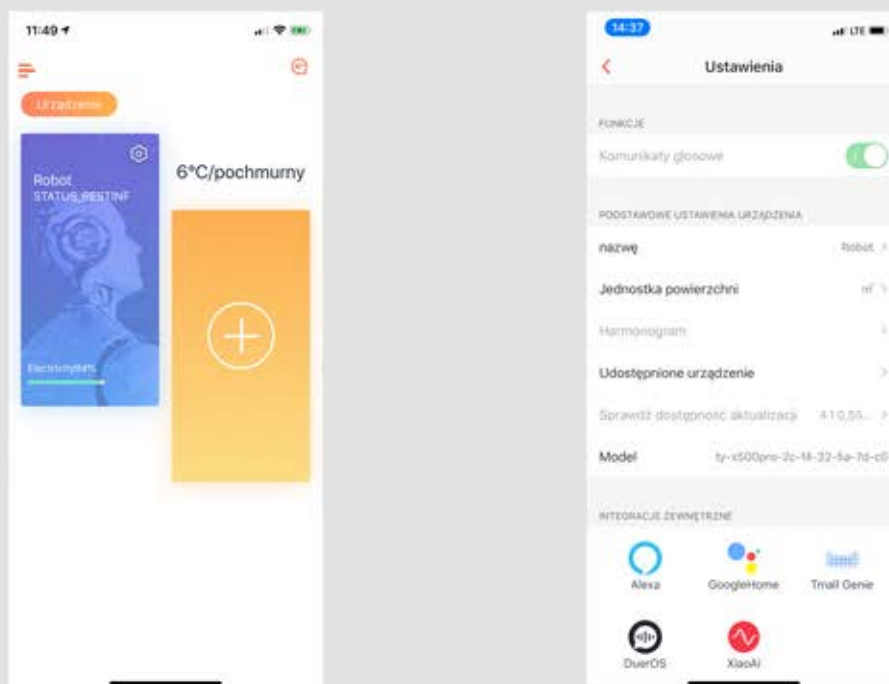 11:49
Urządzenie
Robot
STATUS_RESTINF
6°C/pochmurny
14:37
LTE
Ustawienia
FUNKCJE
Komunikaty głosowe
PODSTAWOWE USTAWIENIA URZĄDZENIA
nazwę Robot
Jednostka powierzchni m²
Harmonogram
Udostępnione urządzenie
Sprawdź dostępność aktualizacji
Model
INTEGRACJE ZEWNĘTRZNE
Alexa GoogleHome Tmall Genie
DuerOS XiaoAi